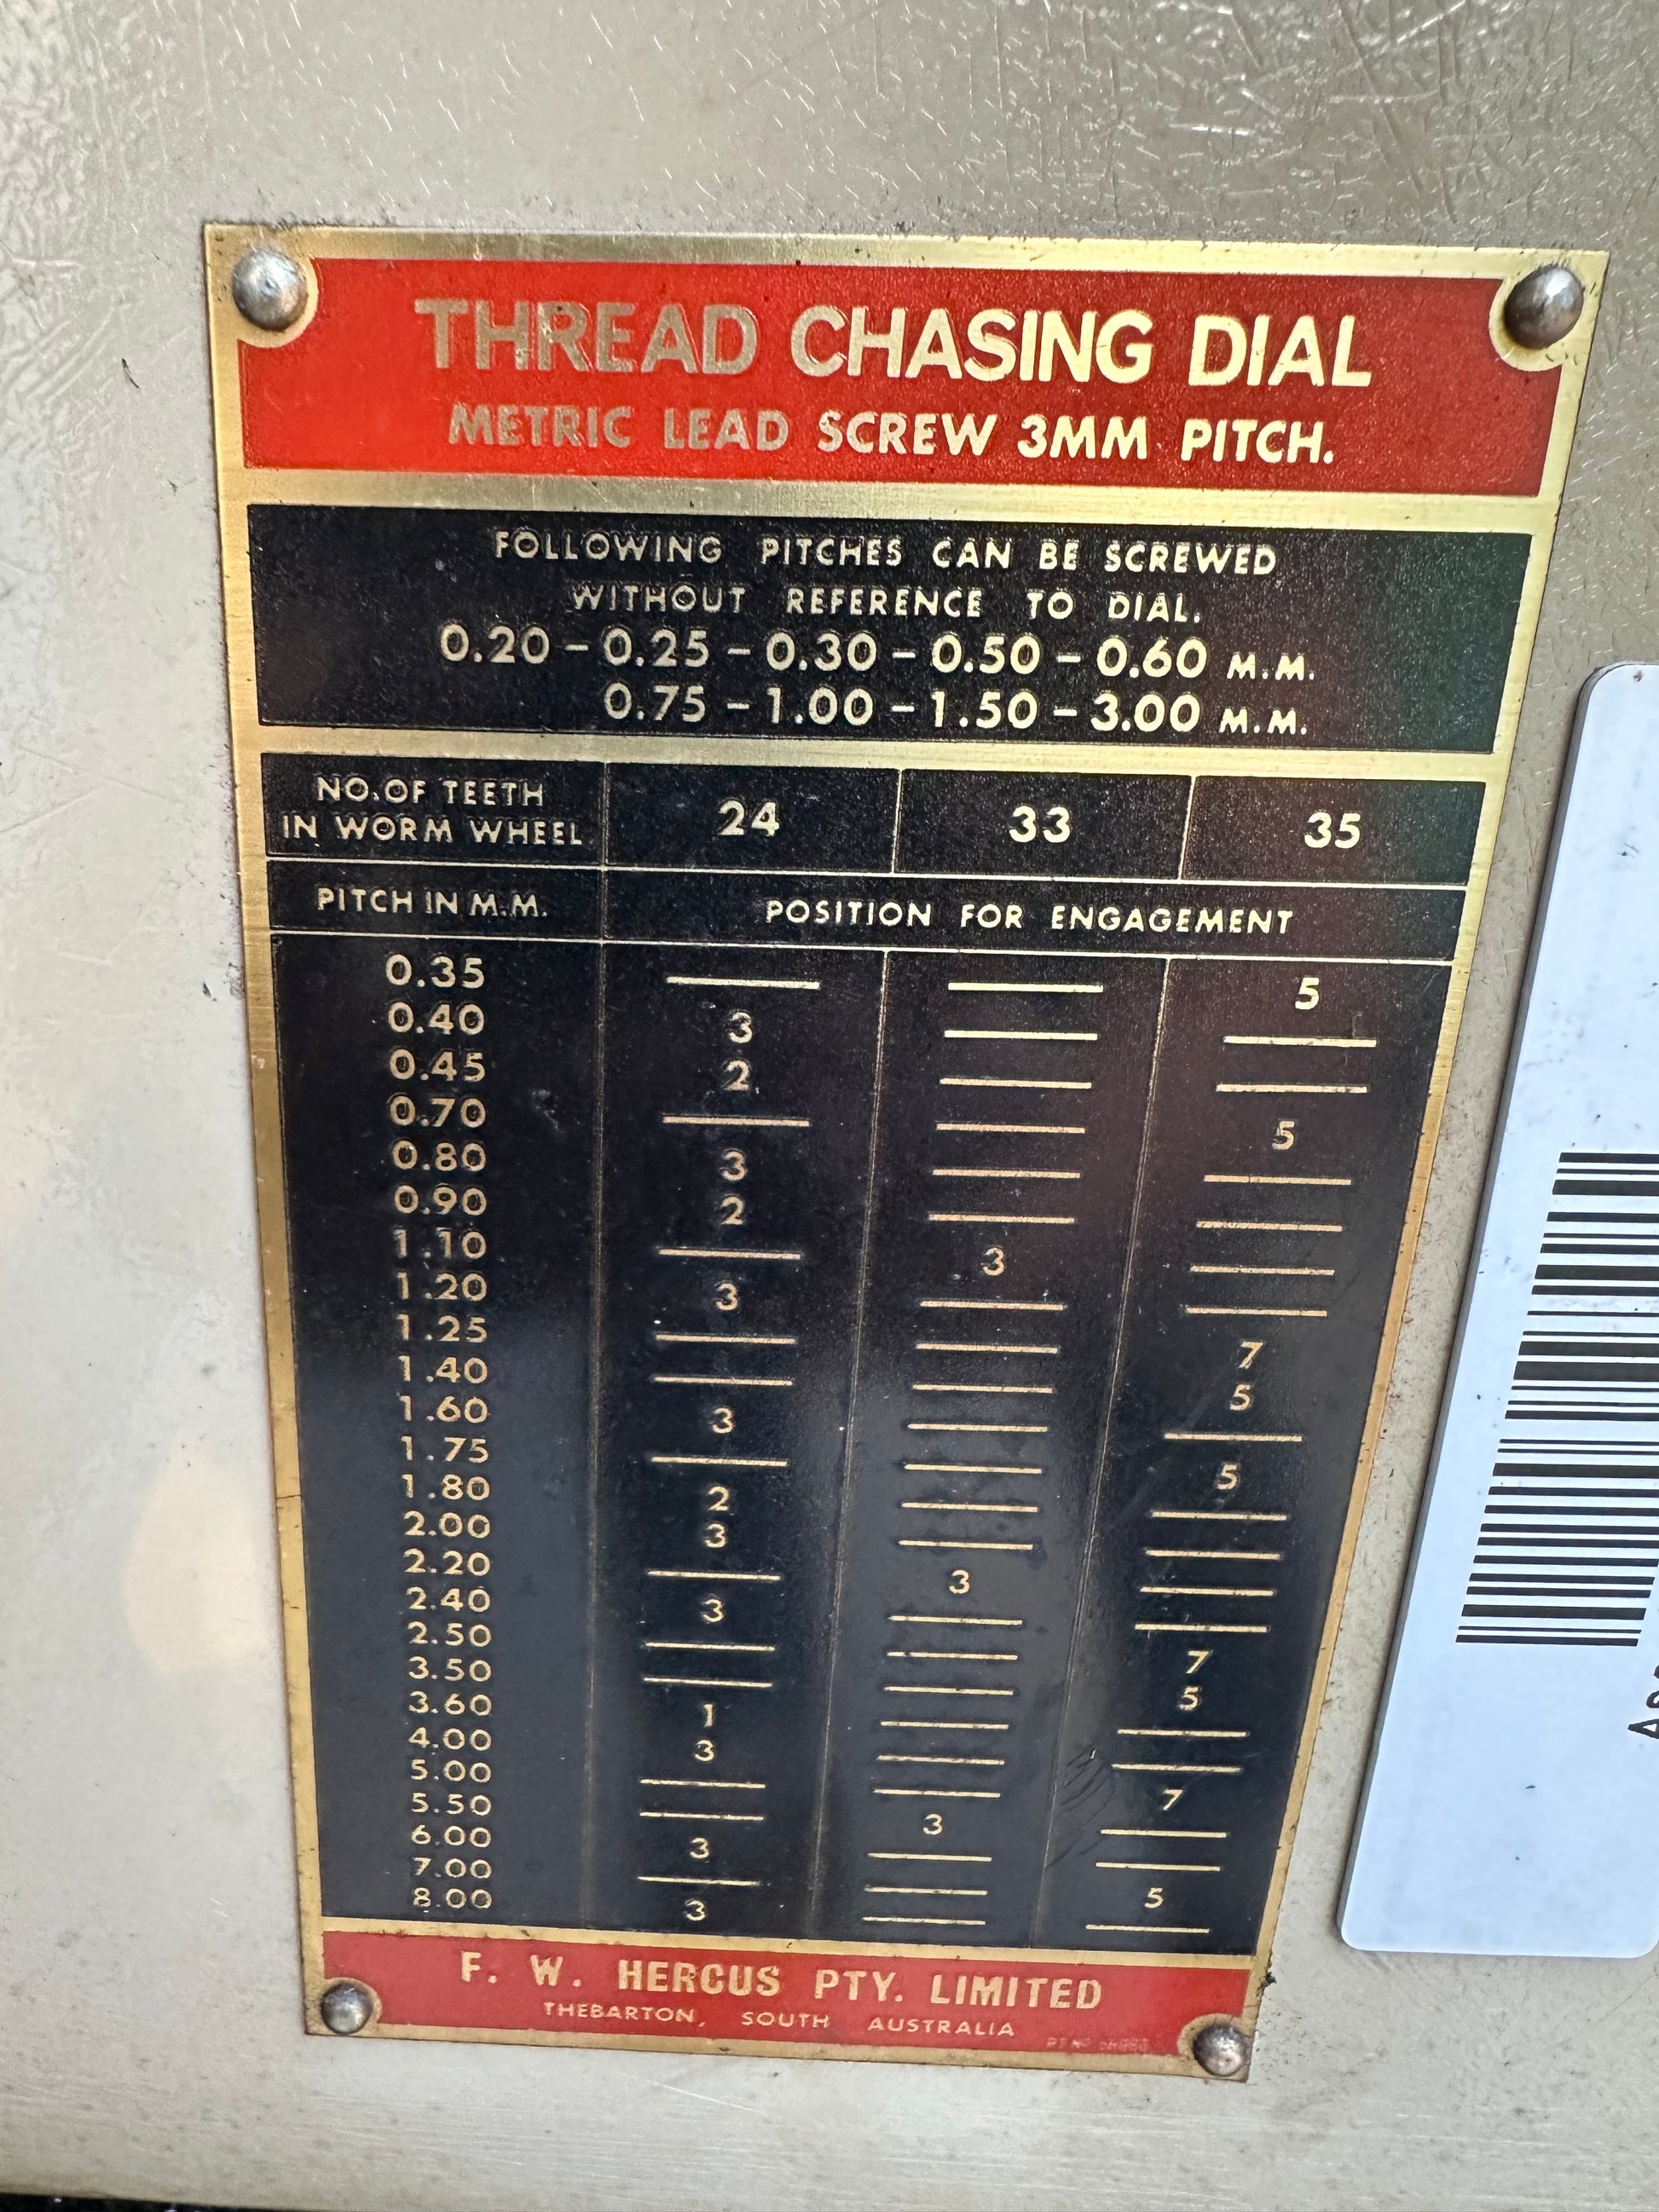 THREAD CHASING DIAL
METRIC LEAD SCREW 3MM PITCH.
FOLLOWING PITCHES CAN BE SCREWED
WITHOUT REFERENCE TO DIAL.
0.20 – 0.25 – 0.30 – 0.50 – 0.60 M.M.
0.75 – 1.00 – 1.50 – 3.00 M.M.
NO. OF TEETH
IN WORM WHEEL 24 33 35
PITCH IN M.M. POSITION FOR ENGAGEMENT
0.35 — — 5
0.40 3 — —
0.45 2 — —
0.70 — — 5
0.80 3 — —
0.90 2 — —
1.10 — 3 —
1.20 3 — —
1.25 — — 7
1.40 — — 5
1.60 3 — —
1.75 — — 5
1.80 2 — —
2.00 3 — —
2.20 — 3 —
2.40 3 — —
2.50 — — 7
3.50 — — 5
3.60 1 — —
4.00 3 — —
5.00 — — 7
5.50 — 3 —
6.00 3 — —
7.00 — — 5
8.00 3 — —
F. W. HERCUS PTY. LIMITED
THEBARTON, SOUTH AUSTRALIA